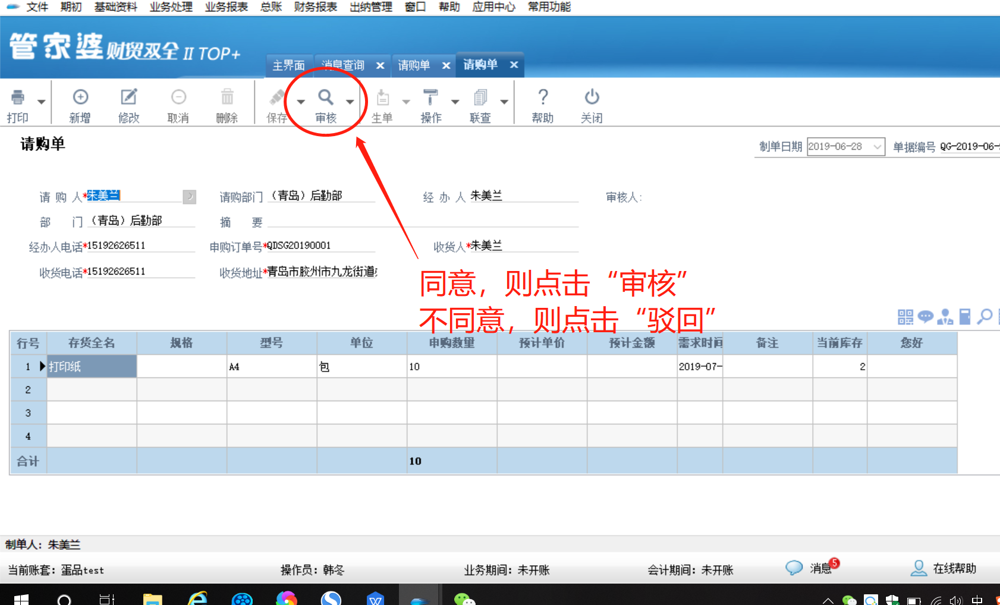 文件 期初 基础资料 业务处理 业务报表 总账 财务报表 出纳管理 窗口 帮助 应用中心 常用功能
管家婆 财贸双全 II TOP+
主界面 消息查询 请购单 请购单
打印 新增 修改 取消 删除 保存 审核 生单 操作 联查 帮助 关闭
请购单
制单日期 2019-06-28 单据编号 QG-2019-06-
请购人*朱美兰 请购部门 （青岛）后勤部 经办人 朱美兰 审核人:
部门 （青岛）后勤部 摘要
经办人电话*15192626511 申购订单号*QDSG20190001 收货人*朱美兰
收货电话*15192626511 收货地址*青岛市胶州市九龙街道
同意，则点击“审核”
不同意，则点击“驳回”
行号 存货全名 规格 型号 单位 申购数量 预计单价 预计金额 需求时间 备注 当前库存 您好
1 打印纸 A4 包 10 2019-07- 2
2
3
4
合计 10
制单人：朱美兰
当前账套：蛋品test 操作员：韩冬 业务期间：未开账 会计期间：未开账 消息 5 在线帮助
中